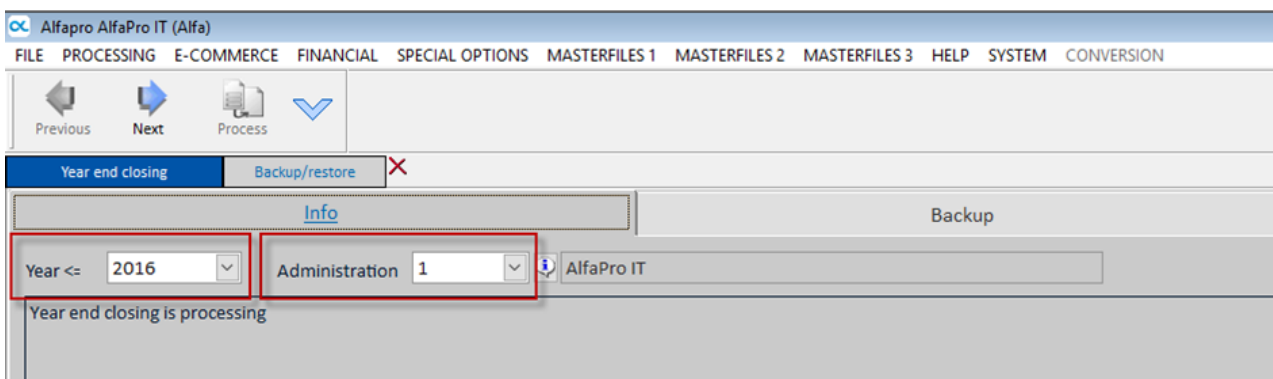 Alfapro AlfaPro IT (Alfa)
FILE PROCESSING E-COMMERCE FINANCIAL SPECIAL OPTIONS MASTERFILES 1 MASTERFILES 2 MASTERFILES 3 HELP SYSTEM CONVERSION
Previous Next Process
Year end closing Backup/restore
Info Backup
Year <= 2016 Administration 1 AlfaPro IT
Year end closing is processing